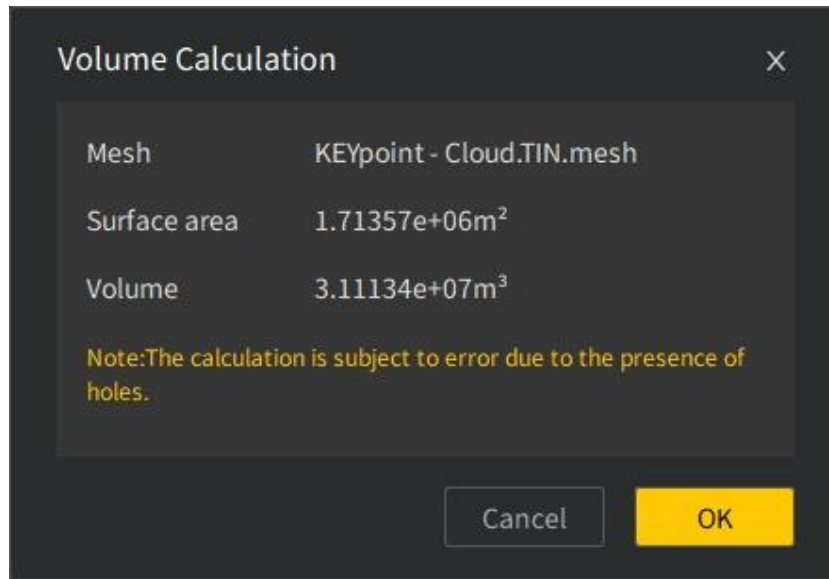 Volume Calculation X
Mesh KEYpoint - Cloud.TIN.mesh
Surface area 1.71357e+06m²
Volume 3.11134e+07m³
Note:The calculation is subject to error due to the presence of
holes.
Cancel OK